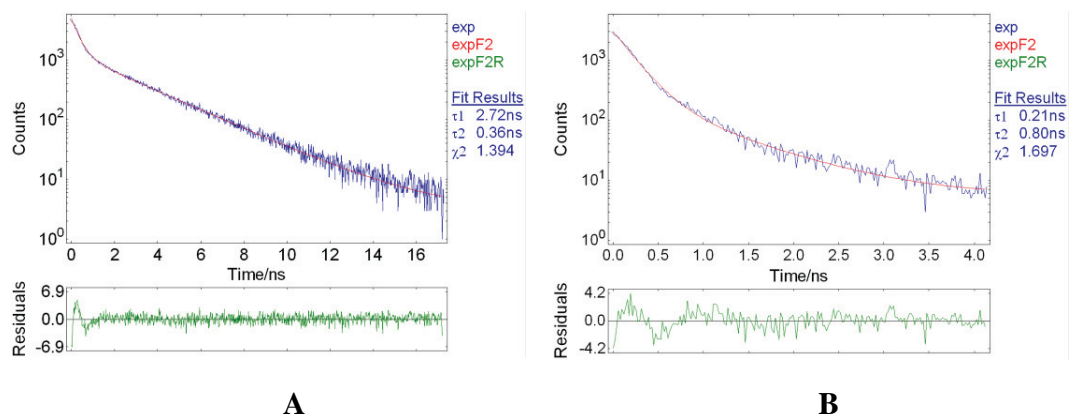 exp
expF2
expF2R
Fit Results
τ1 2.72ns
τ2 0.36ns
χ2 1.394
Counts
10³
10²
10¹
10⁰
0 2 4 6 8 10 12 14 16
Time/ns
Residuals
6.9
0.0
-6.9
A
exp
expF2
expF2R
Fit Results
τ1 0.21ns
τ2 0.80ns
χ2 1.697
Counts
10³
10²
10¹
10⁰
0.0 0.5 1.0 1.5 2.0 2.5 3.0 3.5 4.0
Time/ns
Residuals
4.2
0.0
-4.2
B